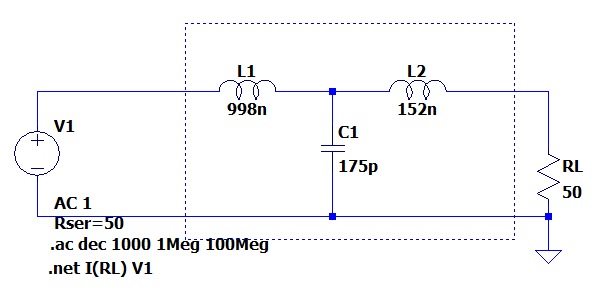 L1
998n
L2
152n
V1
C1
175p
RL
50
AC 1
Rser=50
.ac dec 1000 1Meg 100Meg
.net I(RL) V1